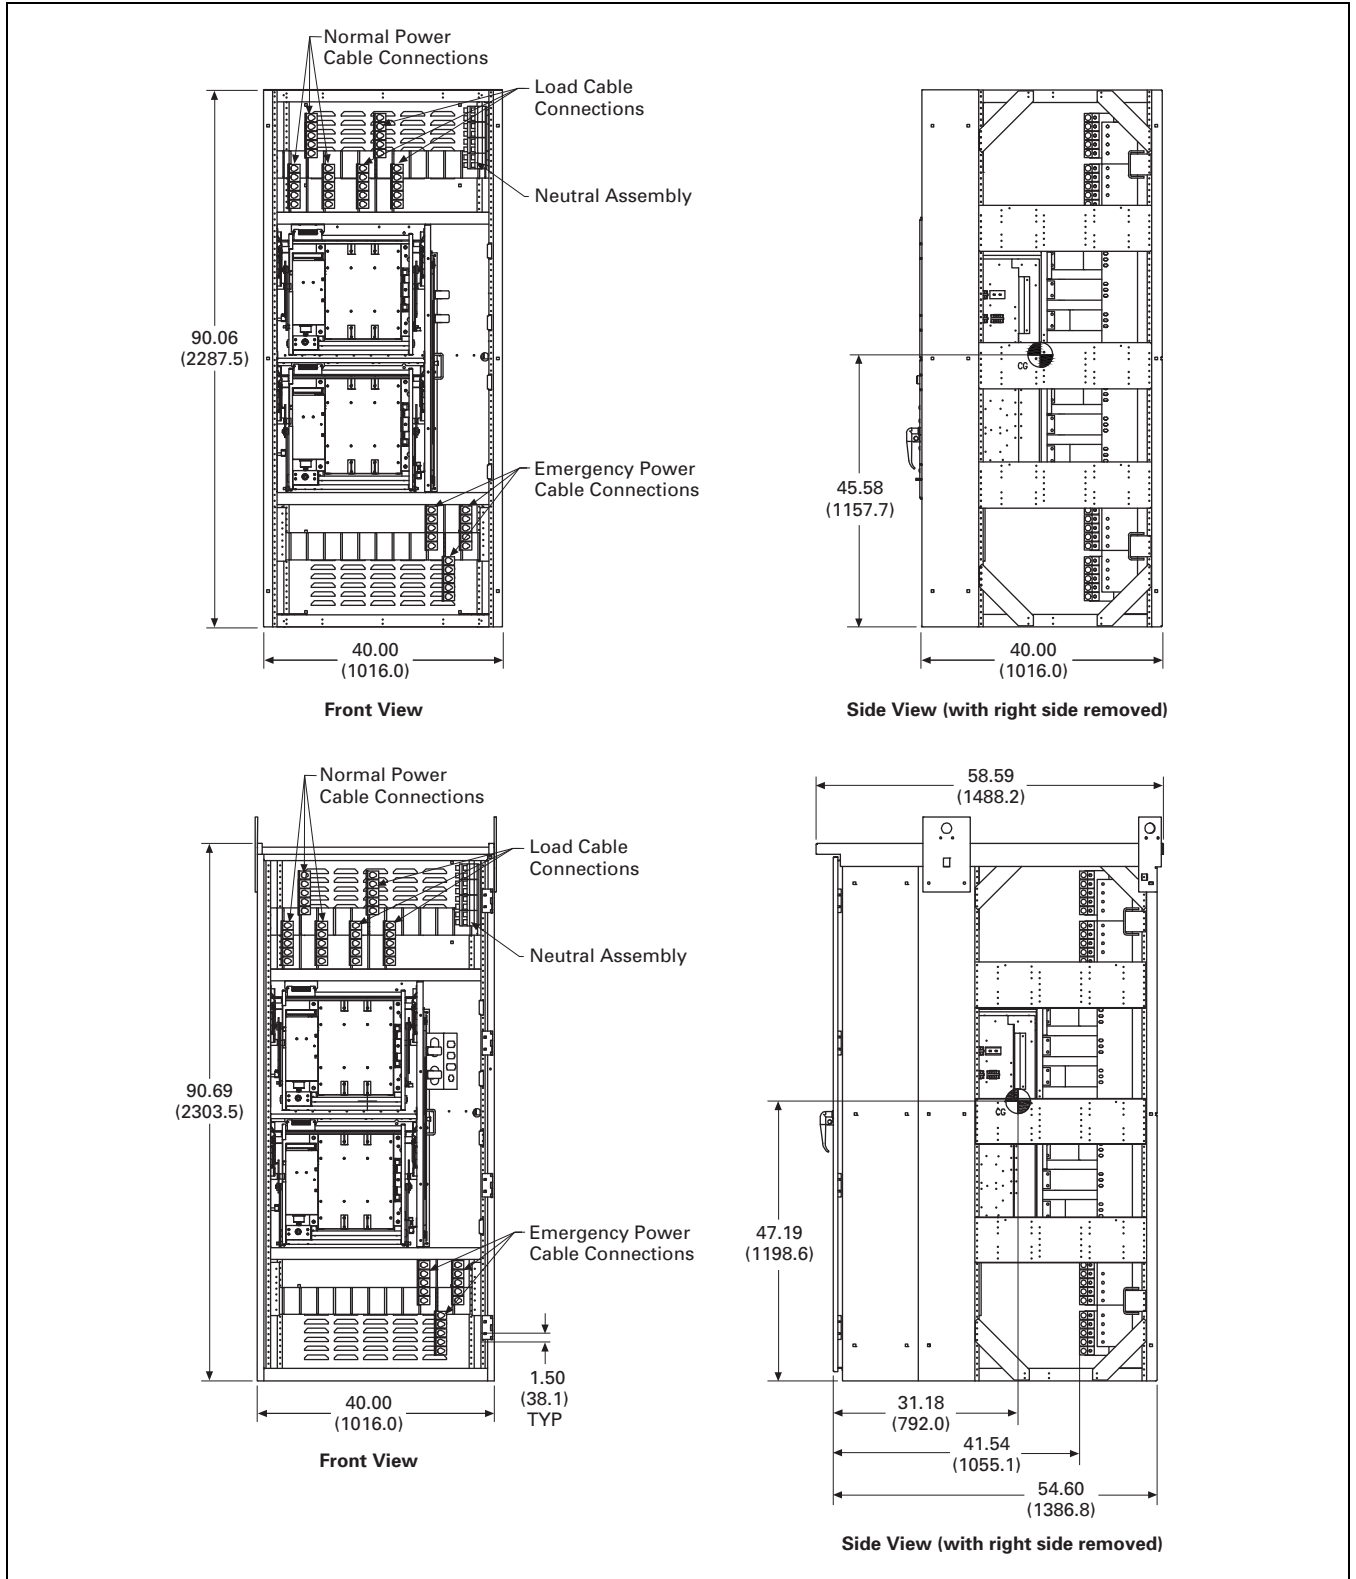 Normal Power
Cable Connections
Load Cable
Connections
Neutral Assembly
90.06
(2287.5)
Emergency Power
Cable Connections
40.00
(1016.0)
Front View
CG
45.58
(1157.7)
40.00
(1016.0)
Side View (with right side removed)
Normal Power
Cable Connections
Load Cable
Connections
Neutral Assembly
90.69
(2303.5)
Emergency Power
Cable Connections
1.50
(38.1)
TYP
40.00
(1016.0)
Front View
58.59
(1488.2)
CG
47.19
(1198.6)
31.18
(792.0)
41.54
(1055.1)
54.60
(1386.8)
Side View (with right side removed)